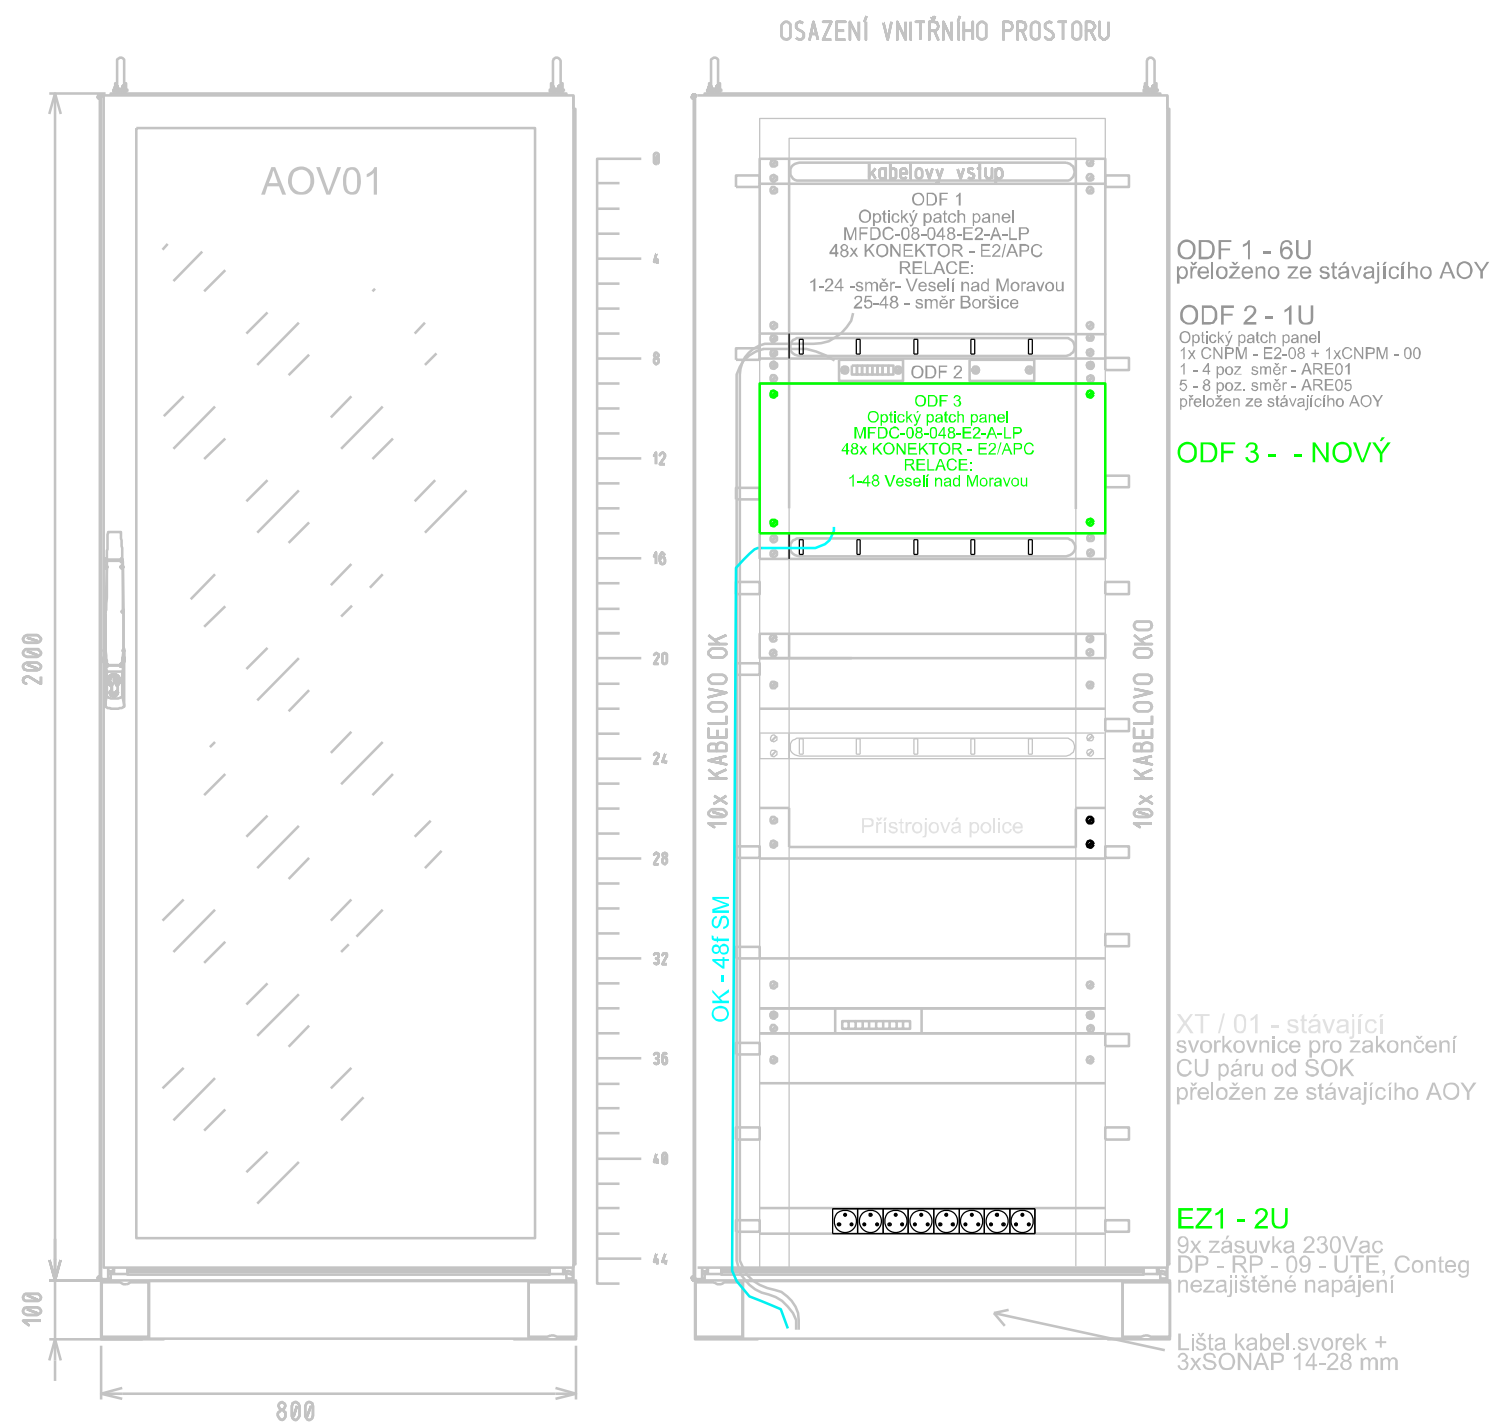 OSAZENÍ VNITŘNÍHO PROSTORU
AOV01
0
4
8
12
16
20
24
28
32
36
40
44
2000
100
800
kabelovy vstup
ODF 1
Optický patch panel
MFDC-08-048-E2-A-LP
48x KONEKTOR - E2/APC
RELACE:
1-24 -směr- Veselí nad Moravou
25-48 - směr Boršice
ODF 2
ODF 3
Optický patch panel
MFDC-08-048-E2-A-LP
48x KONEKTOR - E2/APC
RELACE:
1-48 Veselí nad Moravou
10x KABELOVO OK
10x KABELOVO OKO
OK - 48f SM
Přístrojová police
ODF 1 - 6U
přeloženo ze stávajícího AOY
ODF 2 - 1U
Optický patch panel
1x CNPM - E2-08 + 1xCNPM - 00
1 - 4 poz směr - ARE01
5 - 8 poz. směr - ARE05
přeložen ze stávajícího AOY
ODF 3 - - NOVÝ
XT / 01 - stávající
svorkovnice pro zakončení
CU páru od SOK
přeložen ze stávajícího AOY
EZ1 - 2U
9x zásuvka 230Vac
DP - RP - 09 - UTE, Conteg
nezajištěné napájení
Lišta kabel.svorek +
3xSONAP 14-28 mm